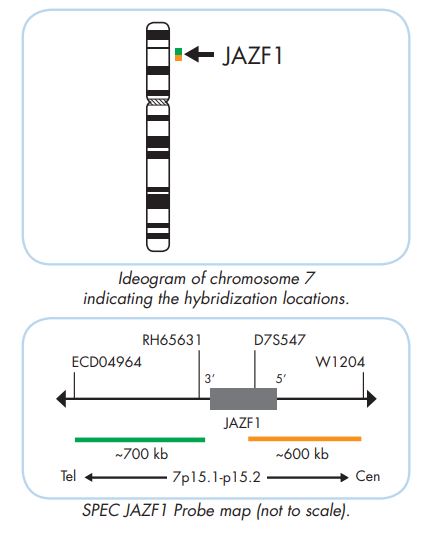 JAZF1
Ideogram of chromosome 7
indicating the hybridization locations.
RH65631 D7S547
ECD04964 W1204
3’ 5’
JAZF1
~700 kb ~600 kb
Tel 7p15.1-p15.2 Cen
SPEC JAZF1 Probe map (not to scale).